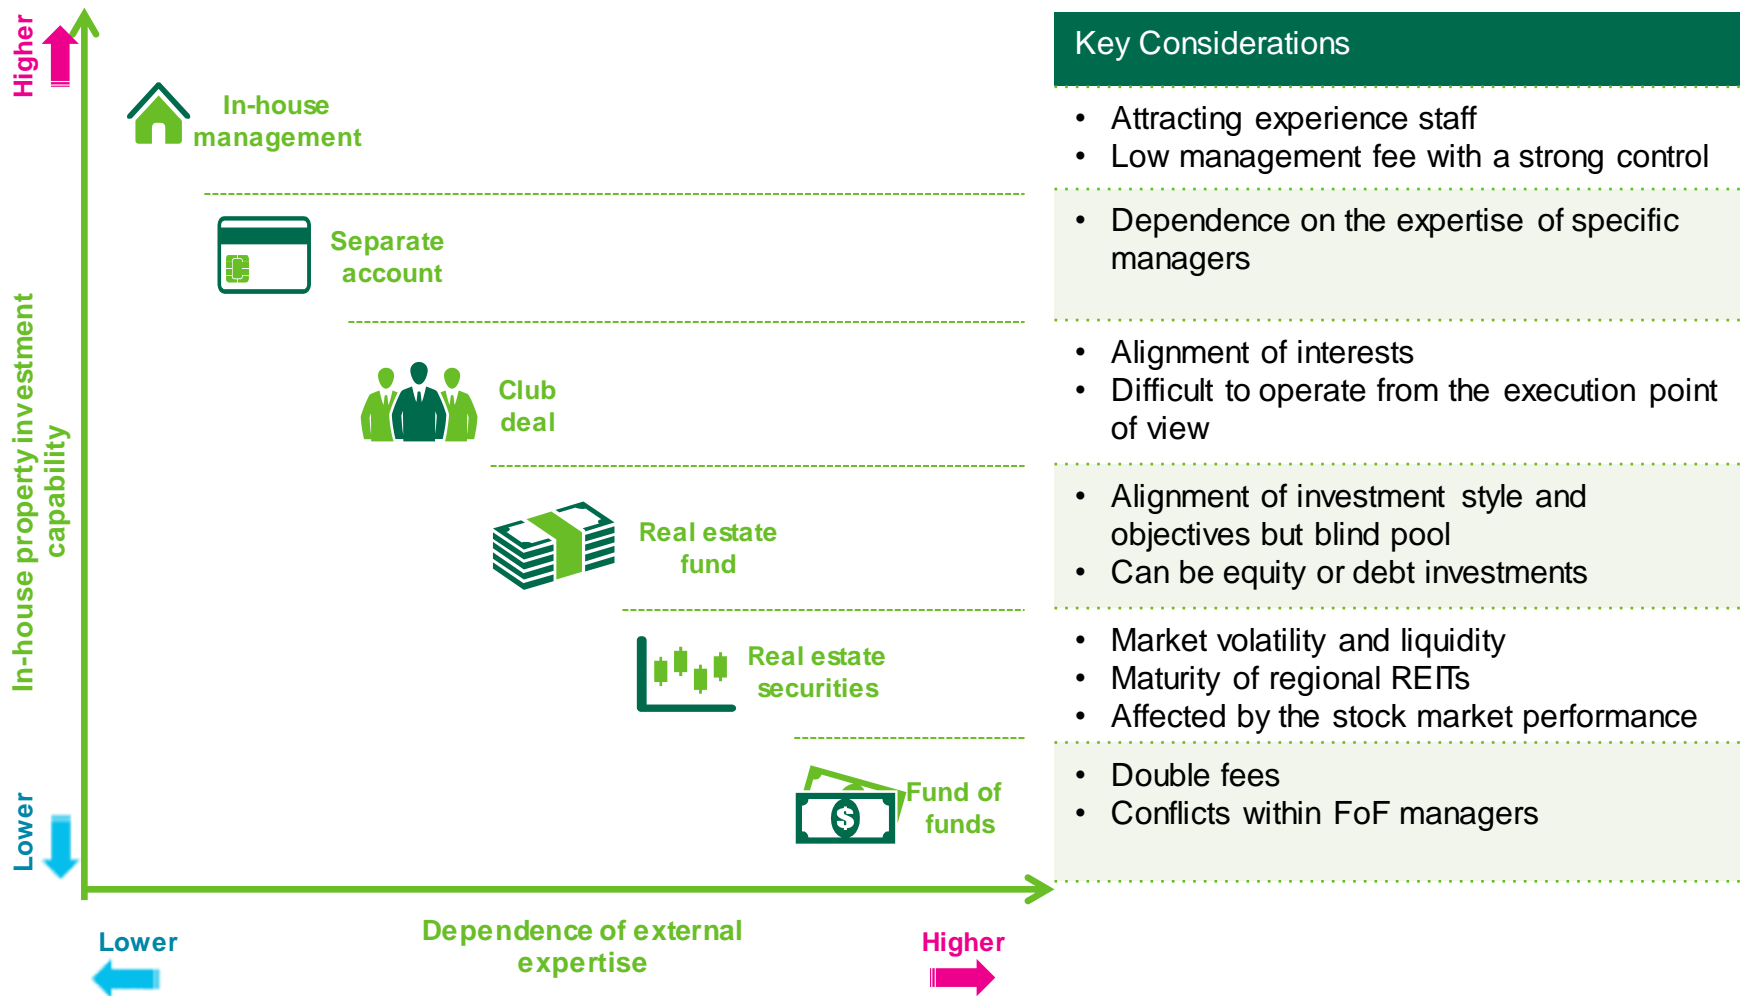 Higher
In-house property investment
capability
Lower
In-house
management
Separate
account
Club
deal
Real estate
fund
Real estate
securities
Fund of
funds
$
Lower
Dependence of external
expertise
Higher
Key Considerations
• Attracting experience staff
• Low management fee with a strong control
• Dependence on the expertise of specific
managers
• Alignment of interests
• Difficult to operate from the execution point
of view
• Alignment of investment style and
objectives but blind pool
• Can be equity or debt investments
• Market volatility and liquidity
• Maturity of regional REITs
• Affected by the stock market performance
• Double fees
• Conflicts within FoF managers